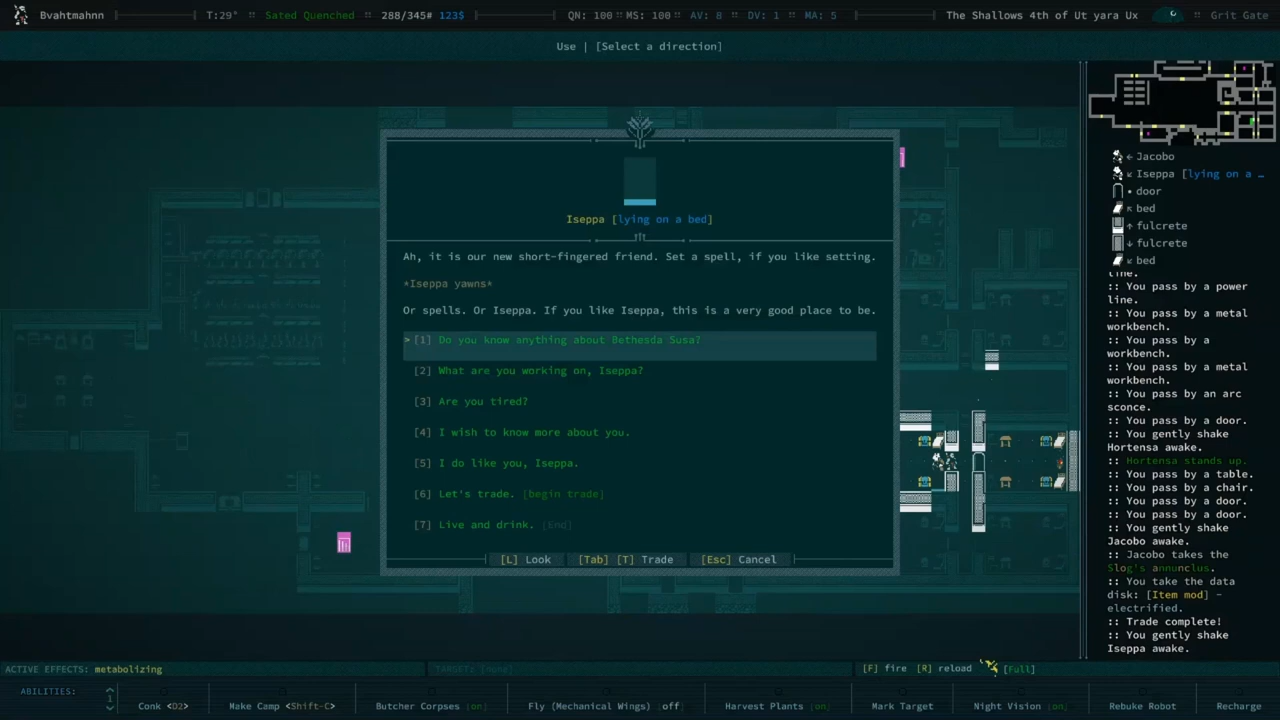 Bvahtmahnn T:29° Sated Quenched 288/345# 123$ QN: 100 MS: 100 AV: 8 DV: 1 MA: 5 The Shallows 4th of Ut yara Ux Grit Gate
Use | [Select a direction]
Iseppa [lying on a bed]
Ah, it is our new short-fingered friend. Set a spell, if you like setting.
*Iseppa yawns*
Or spells. Or Iseppa. If you like Iseppa, this is a very good place to be.
> [1] Do you know anything about Bethesda Susa?
[2] What are you working on, Iseppa?
[3] Are you tired?
[4] I wish to know more about you.
[5] I do like you, Iseppa.
[6] Let's trade. [begin trade]
[7] Live and drink. [End]
[L] Look [Tab] [T] Trade [Esc] Cancel
Jacobo
Iseppa [lying on a …
door
bed
fulcrete
fulcrete
bed
line.
:: You pass by a power
line.
:: You pass by a metal
workbench.
:: You pass by a
workbench.
:: You pass by a metal
workbench.
:: You pass by an arc
sconce.
:: You pass by a door.
:: You gently shake
Hortensa awake.
:: Hortensa stands up.
:: You pass by a table.
:: You pass by a chair.
:: You pass by a door.
:: You pass by a door.
:: You gently shake
Jacobo awake.
:: Jacobo takes the
Slog's annunclus.
:: You take the data
disk: [Item mod] -
electrified.
:: Trade complete!
:: You gently shake
Iseppa awake.
ACTIVE EFFECTS: metabolizing TARGET: [none] [F] fire [R] reload [Full]
ABILITIES: 1 Conk <O2> Make Camp <Shift-C> Butcher Corpses [on] Fly (Mechanical Wings) [off] Harvest Plants [on] Mark Target Night Vision [on] Rebuke Robot Recharge